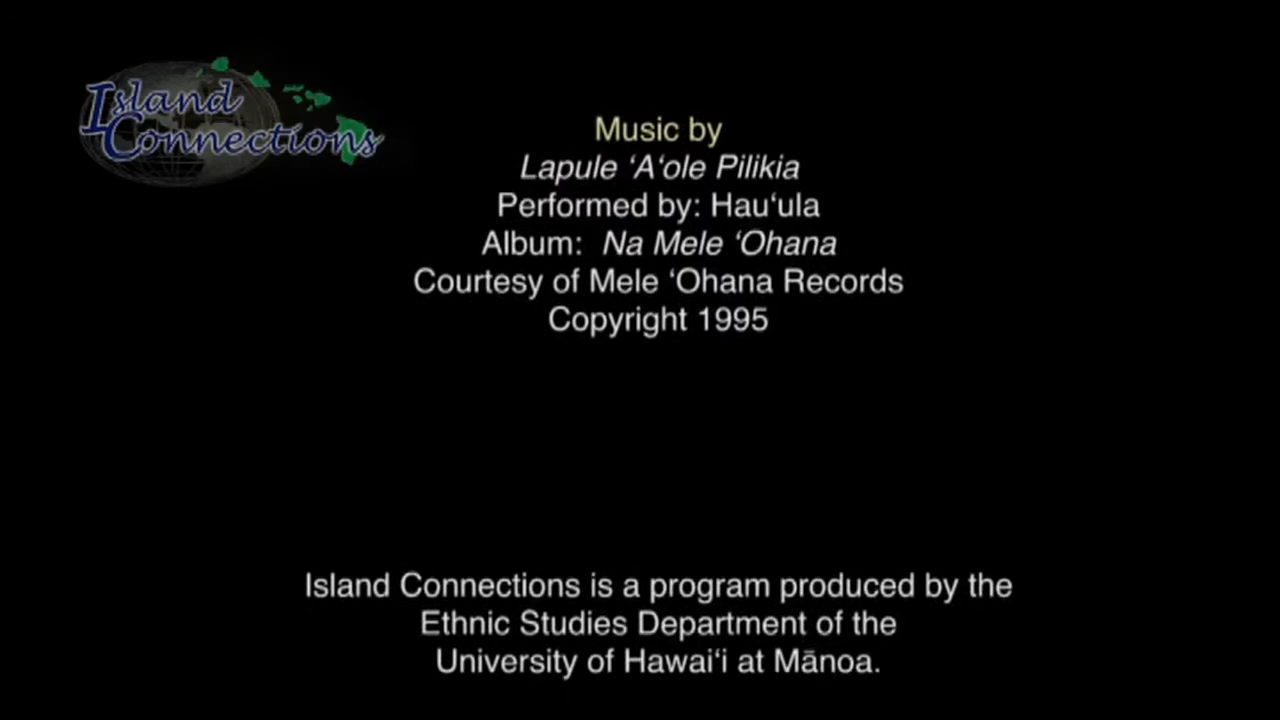 Island
Connections
Music by
Lapule ʻAʻole Pilikia
Performed by: Hauʻula
Album:  Na Mele ʻOhana
Courtesy of Mele ʻOhana Records
Copyright 1995
Island Connections is a program produced by the
Ethnic Studies Department of the
University of Hawaiʻi at Mānoa.